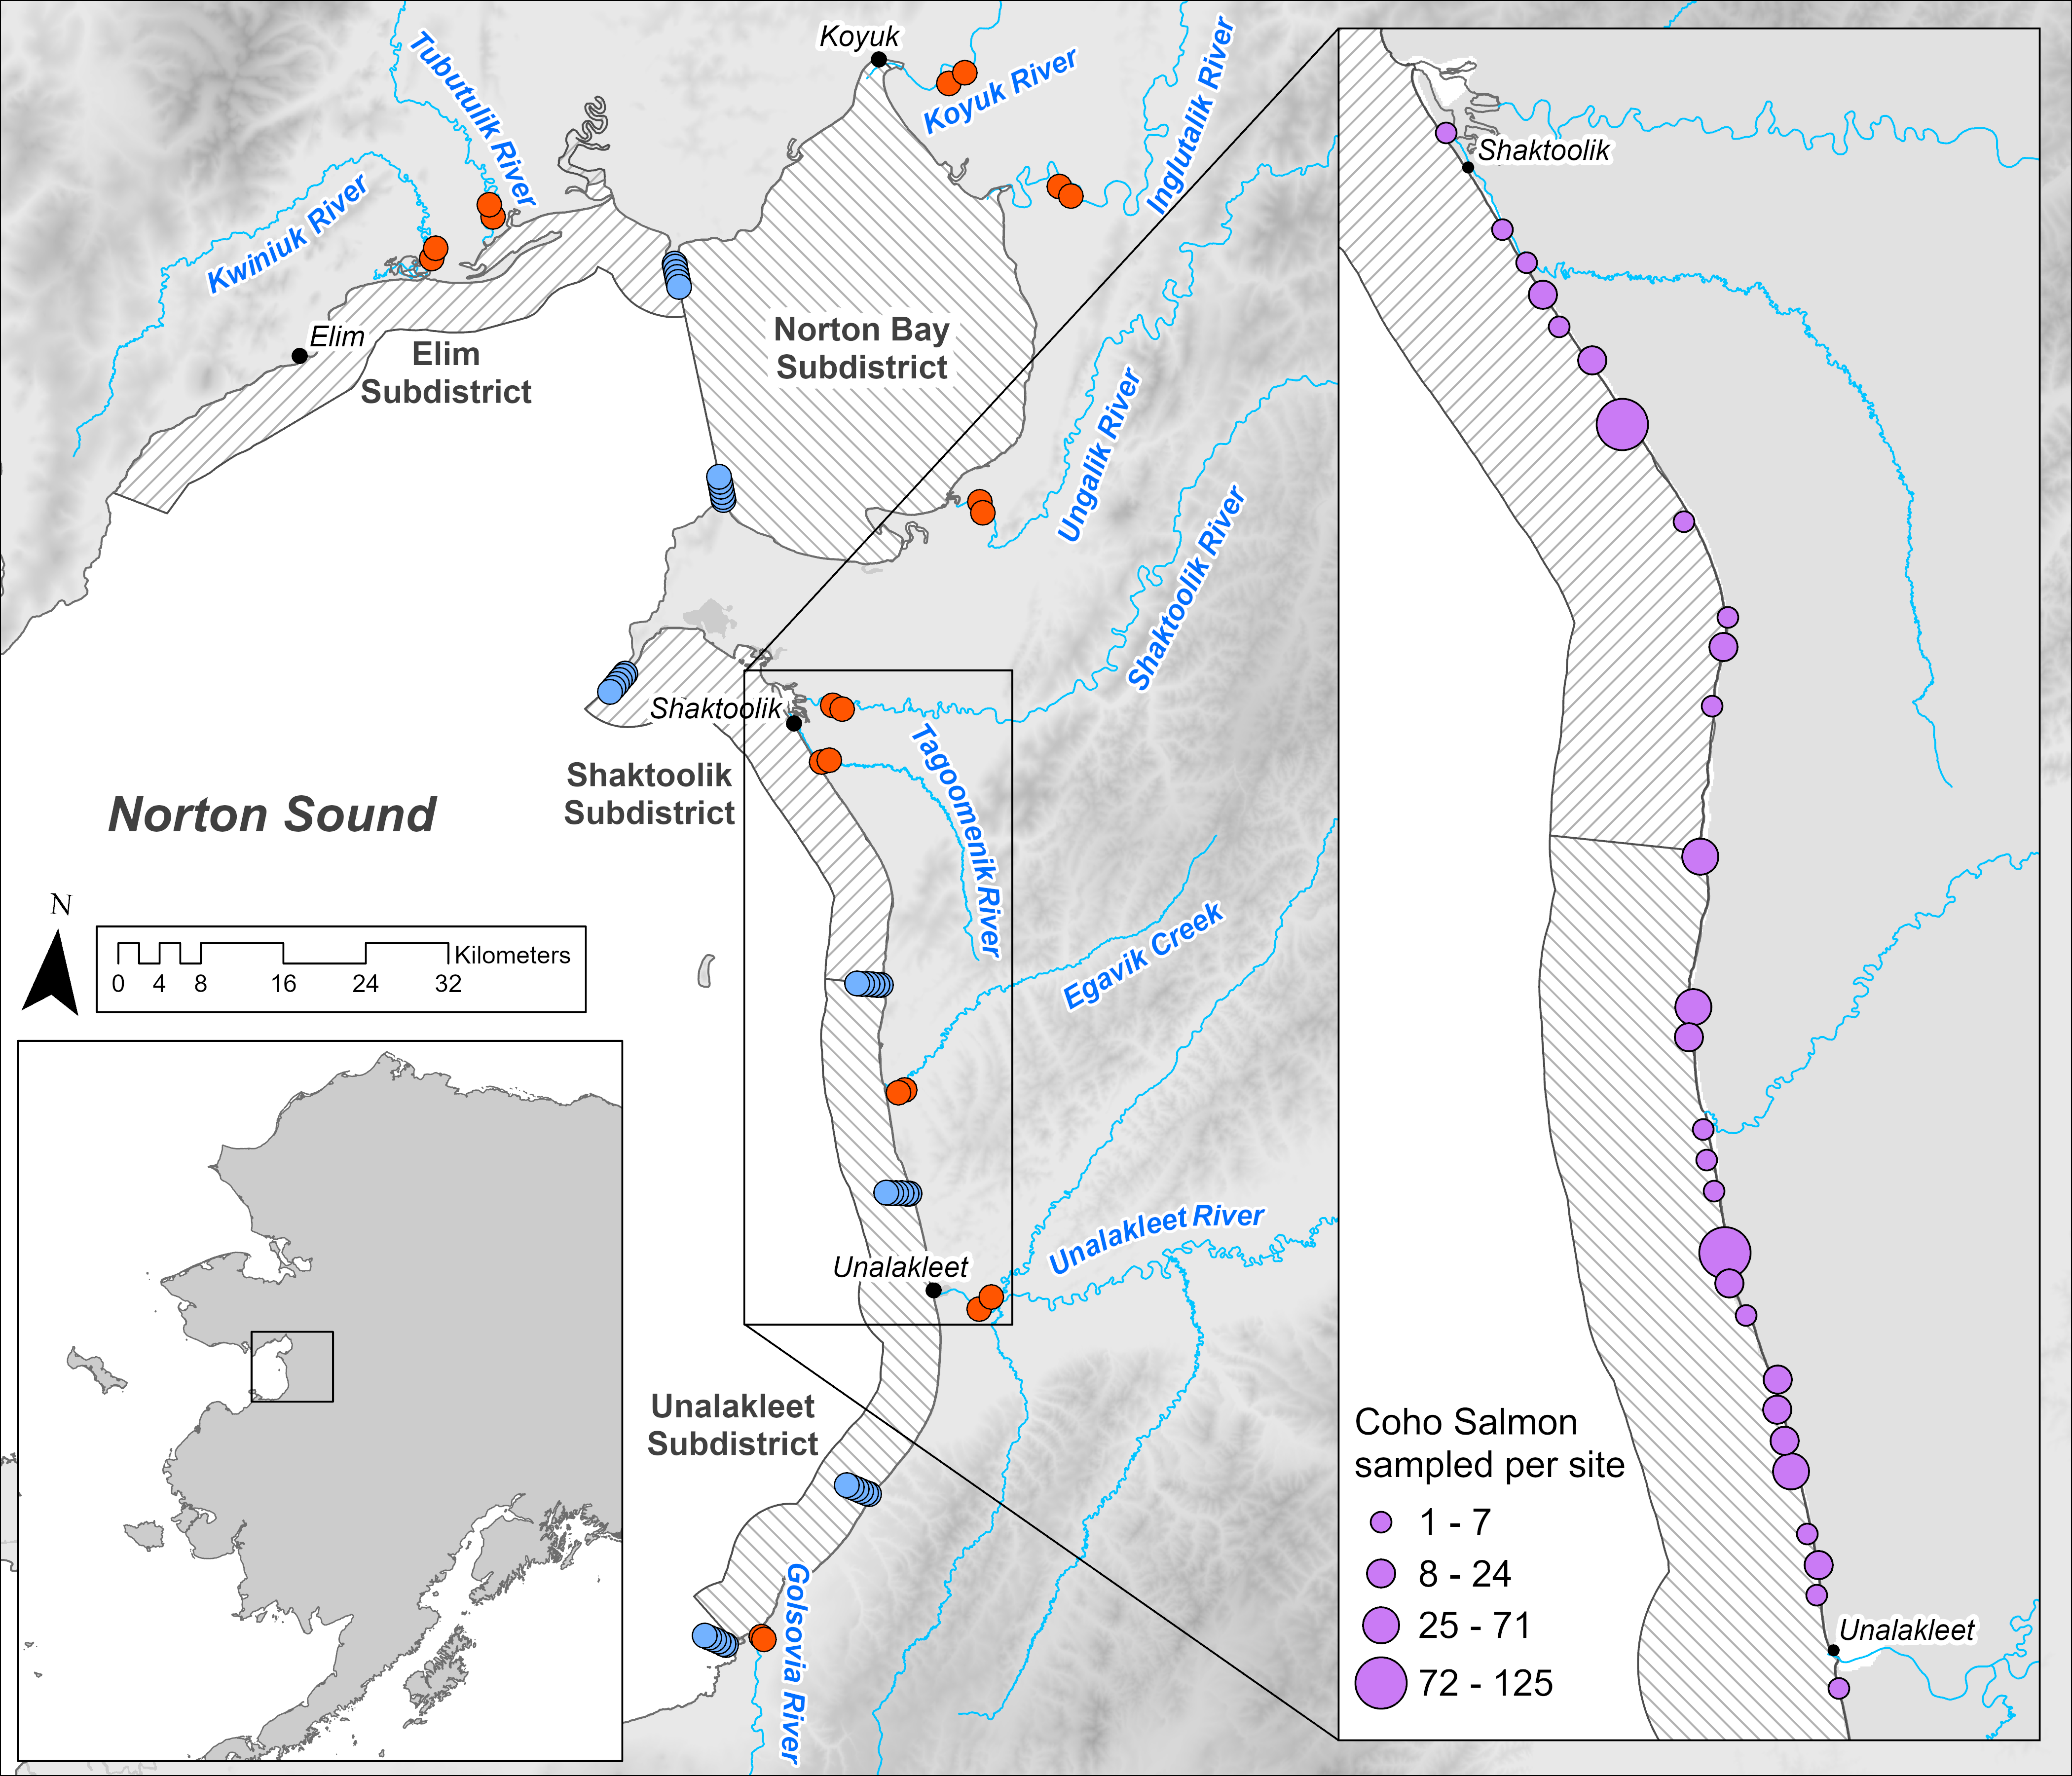 Koyuk
Koyuk River
Tubutulik River
Inglutalik River
Kwiniuk River
Elim
Elim
Subdistrict
Norton Bay
Subdistrict
Ungalik River
Shaktoolik River
Shaktoolik
Shaktoolik
Subdistrict
Tagoomenik River
Norton Sound
Egavik Creek
N
Kilometers
0 4 8 16 24 32
Unalakleet River
Unalakleet
Unalakleet
Subdistrict
Golsovia River
Shaktoolik
Coho Salmon
sampled per site
1 - 7
8 - 24
25 - 71
72 - 125
Unalakleet